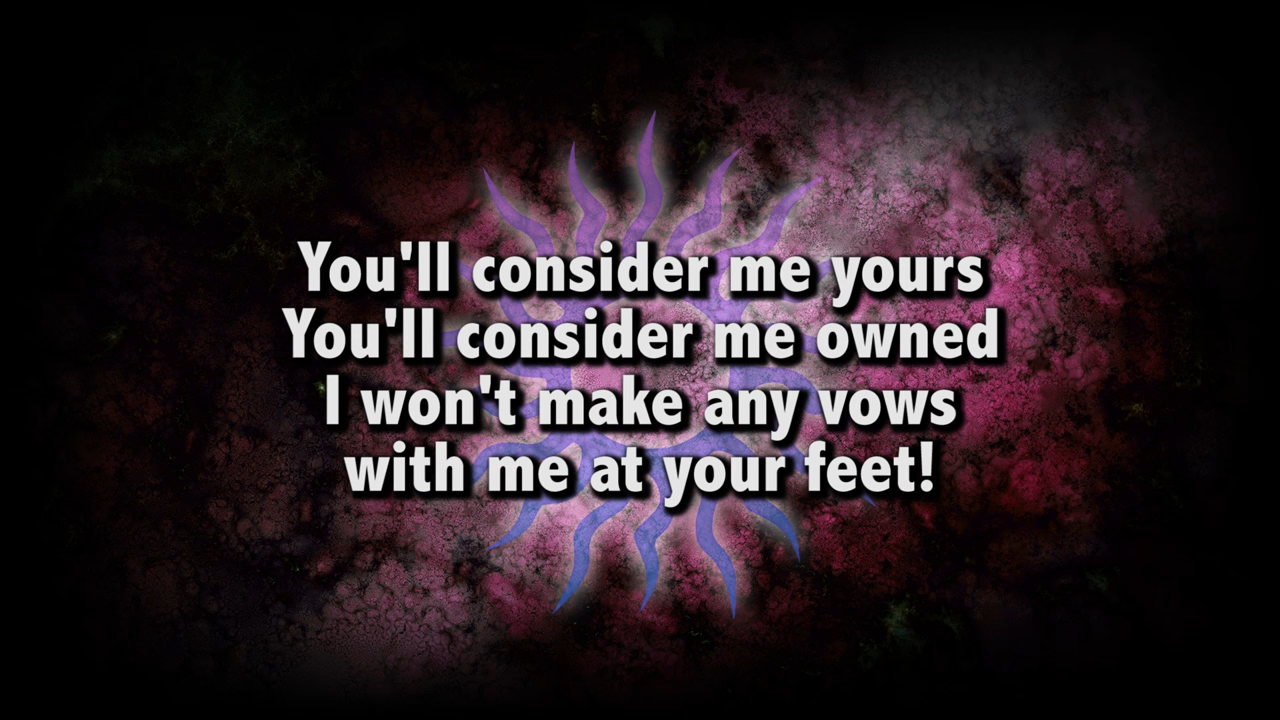 You'll consider me yours
You'll consider me owned
I won't make any vows
with me at your feet!